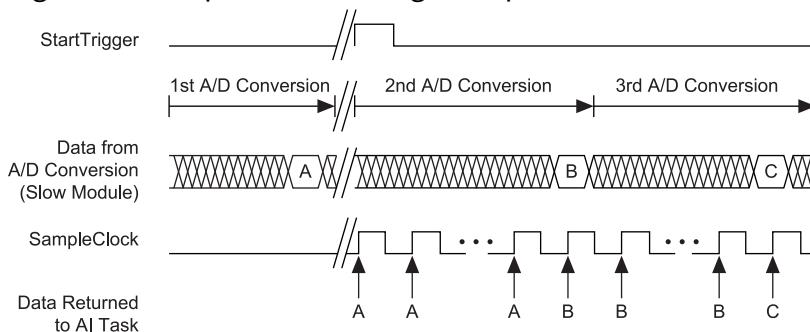 StartTrigger
1st A/D Conversion 2nd A/D Conversion 3rd A/D Conversion
Data from
A/D Conversion
(Slow Module)
A B C
SampleClock
Data Returned
to AI Task
A A A B B B C